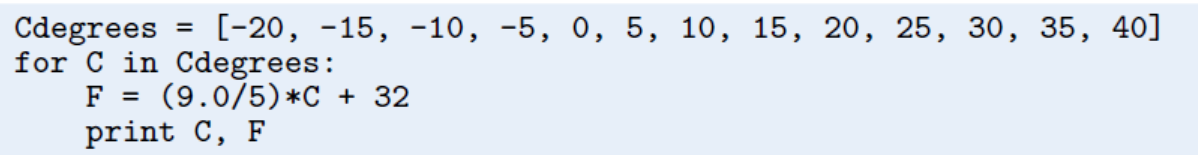 Cdegrees = [-20, -15, -10, -5, 0, 5, 10, 15, 20, 25, 30, 35, 40]
for C in Cdegrees:
    F = (9.0/5)*C + 32
    print C, F